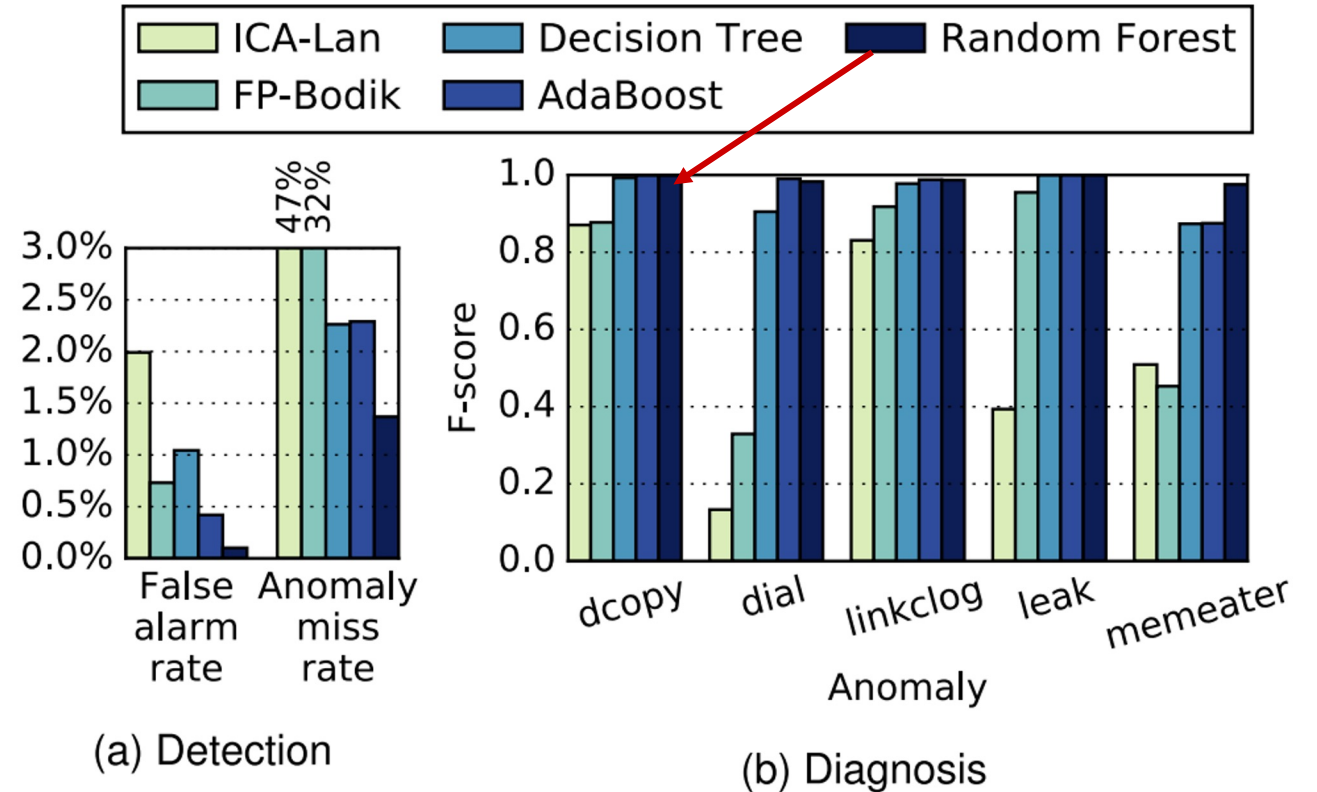 ICA-Lan Decision Tree Random Forest
FP-Bodik AdaBoost
47%
32%
3.0%
2.5%
2.0%
1.5%
1.0%
0.5%
0.0%
False
alarm
rate
Anomaly
miss
rate
(a) Detection
F-score
1.0
0.8
0.6
0.4
0.2
0.0
dcopy dial linkclog leak memeater
Anomaly
(b) Diagnosis